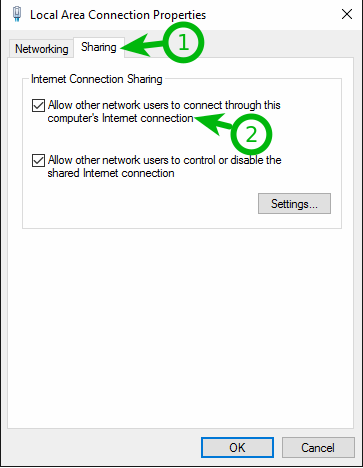 Local Area Connection Properties
Networking
Sharing
1
Internet Connection Sharing
Allow other network users to connect through this
computer's Internet connection
2
Allow other network users to control or disable the
shared Internet connection
Settings...
OK
Cancel